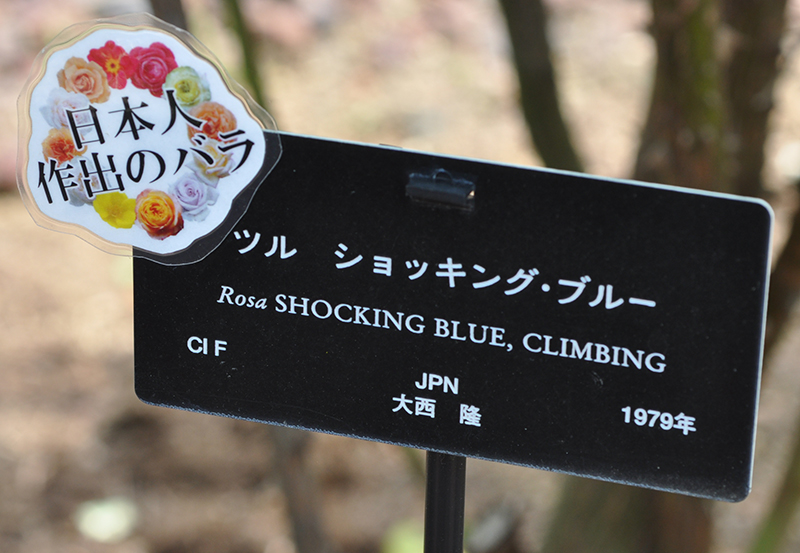 日本人
作出のバラ
ツル ショッキング・ブルー
Rosa SHOCKING BLUE, CLIMBING
Cl F
JPN
大西 隆
1979年